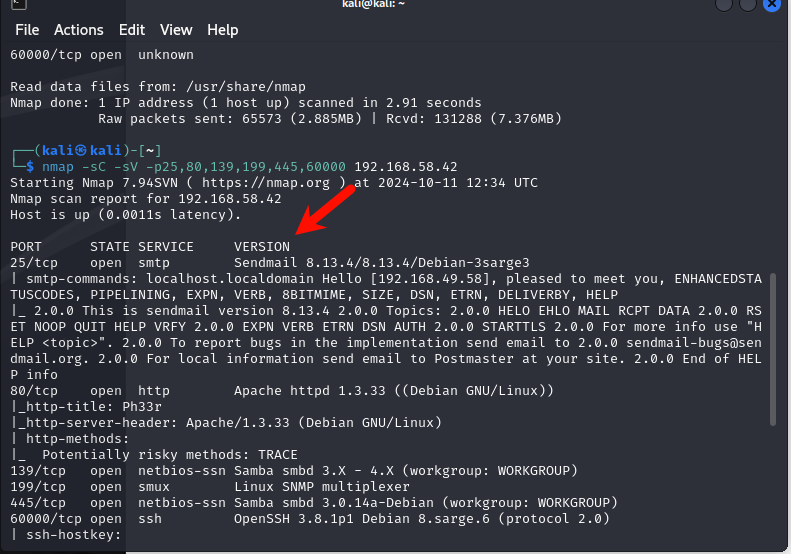 kali@kali: ~
File Actions Edit View Help
60000/tcp open  unknown
Read data files from: /usr/share/nmap
Nmap done: 1 IP address (1 host up) scanned in 2.91 seconds
           Raw packets sent: 65573 (2.885MB) | Rcvd: 131288 (7.376MB)
┌──(kali㉿kali)-[~]
└─$ nmap -sC -sV -p25,80,139,199,445,60000 192.168.58.42
Starting Nmap 7.94SVN ( https://nmap.org ) at 2024-10-11 12:34 UTC
Nmap scan report for 192.168.58.42
Host is up (0.0011s latency).
PORT      STATE SERVICE     VERSION
25/tcp    open  smtp        Sendmail 8.13.4/8.13.4/Debian-3sarge3
| smtp-commands: localhost.localdomain Hello [192.168.49.58], pleased to meet you, ENHANCEDSTA
TUSCODES, PIPELINING, EXPN, VERB, 8BITMIME, SIZE, DSN, ETRN, DELIVERBY, HELP
|_ 2.0.0 This is sendmail version 8.13.4 2.0.0 Topics: 2.0.0 HELO EHLO MAIL RCPT DATA 2.0.0 RS
ET NOOP QUIT HELP VRFY 2.0.0 EXPN VERB ETRN DSN AUTH 2.0.0 STARTTLS 2.0.0 For more info use "H
ELP <topic>". 2.0.0 To report bugs in the implementation send email to 2.0.0 sendmail-bugs@sen
dmail.org. 2.0.0 For local information send email to Postmaster at your site. 2.0.0 End of HEL
P info
80/tcp    open  http        Apache httpd 1.3.33 ((Debian GNU/Linux))
|_http-title: Ph33r
|_http-server-header: Apache/1.3.33 (Debian GNU/Linux)
| http-methods:
|_  Potentially risky methods: TRACE
139/tcp   open  netbios-ssn Samba smbd 3.X - 4.X (workgroup: WORKGROUP)
199/tcp   open  smux        Linux SNMP multiplexer
445/tcp   open  netbios-ssn Samba smbd 3.0.14a-Debian (workgroup: WORKGROUP)
60000/tcp open  ssh         OpenSSH 3.8.1p1 Debian 8.sarge.6 (protocol 2.0)
| ssh-hostkey: